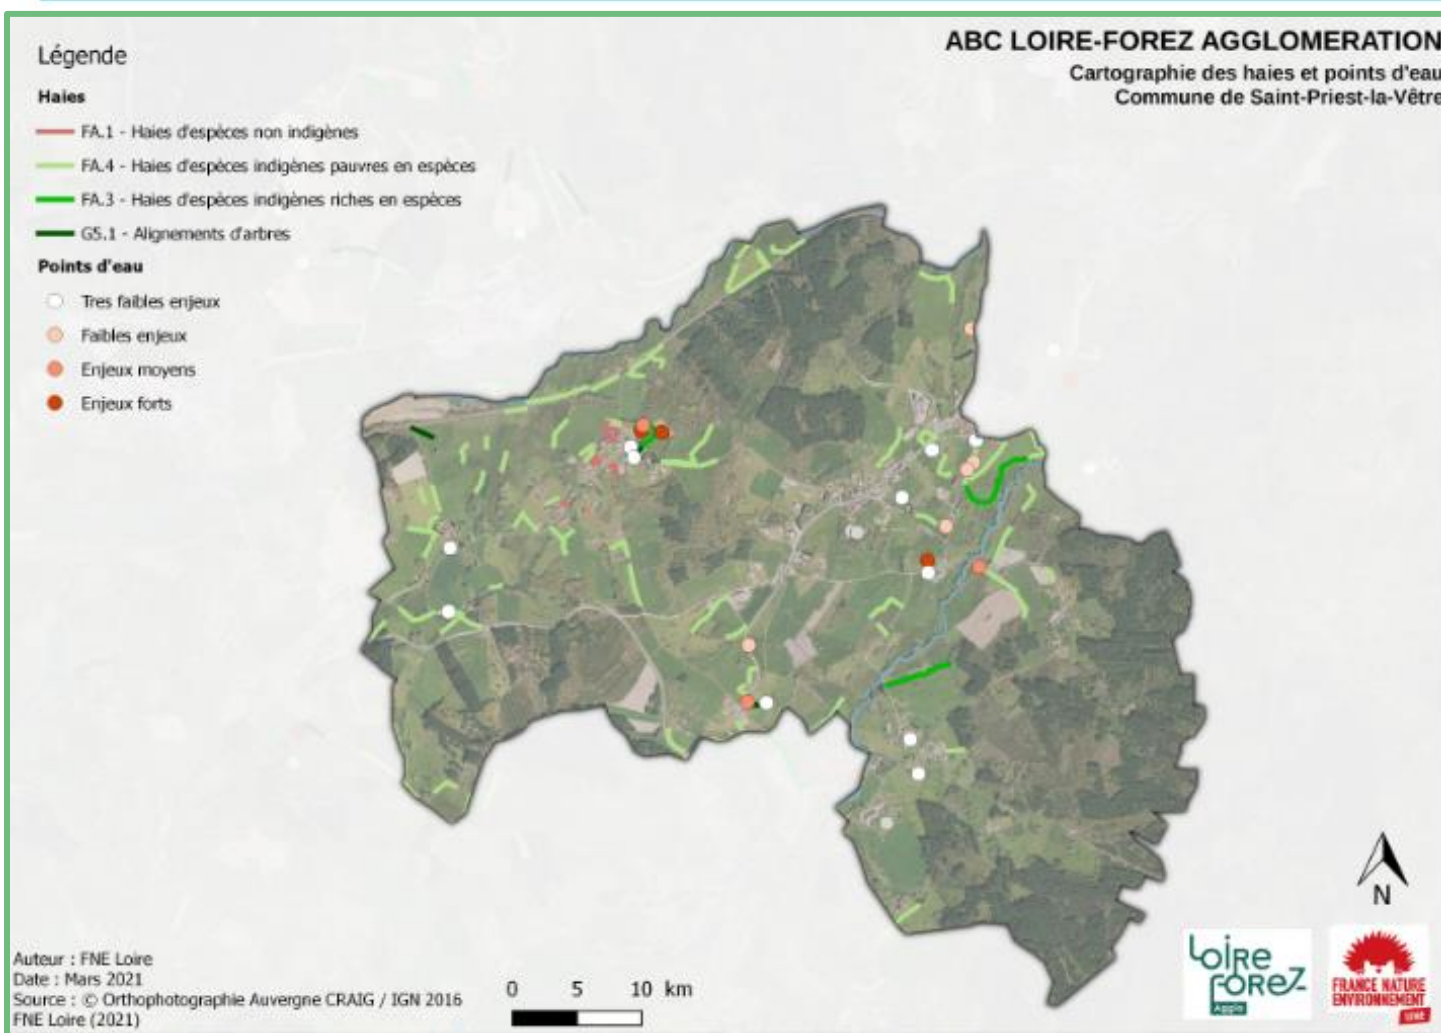 ABC LOIRE-FOREZ AGGLOMERATION
Cartographie des haies et points d'eau
Commune de Saint-Priest-la-Vêtre
Légende
Haies
FA.1 - Haies d'espèces non indigènes
FA.4 - Haies d'espèces indigènes pauvres en espèces
FA.3 - Haies d'espèces indigènes riches en espèces
G5.1 - Alignements d'arbres
Points d'eau
Tres faibles enjeux
Faibles enjeux
Enjeux moyens
Enjeux forts
Auteur : FNE Loire
Date : Mars 2021
Source : © Orthophotographie Auvergne CRAIG / IGN 2016
FNE Loire (2021)
0 5 10 km
N
Loire
FOREZ
Agglo
FRANCE NATURE
ENVIRONNEMENT
LOIRE